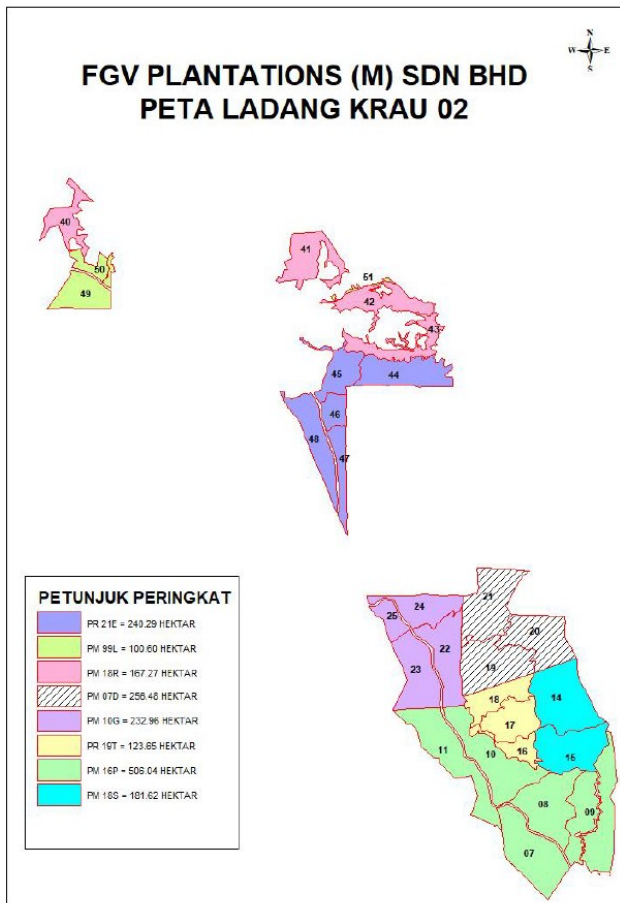 N
W E
S
FGV PLANTATIONS (M) SDN BHD
PETA LADANG KRAU 02
40
50
49
41
51
42
43
45
44
46
48
47
PETUNJUK PERINGKAT
PR 21E = 240.29 HEKTAR
PM 99L = 100.60 HEKTAR
PM 18R = 167.27 HEKTAR
PM 07D = 256.48 HEKTAR
PM 10G = 232.96 HEKTAR
PR 19T = 123.65 HEKTAR
PM 16P = 506.04 HEKTAR
PM 18S = 181.62 HEKTAR
21
24
25
20
22
19
23
18
14
17
11
10
16
15
08
09
07